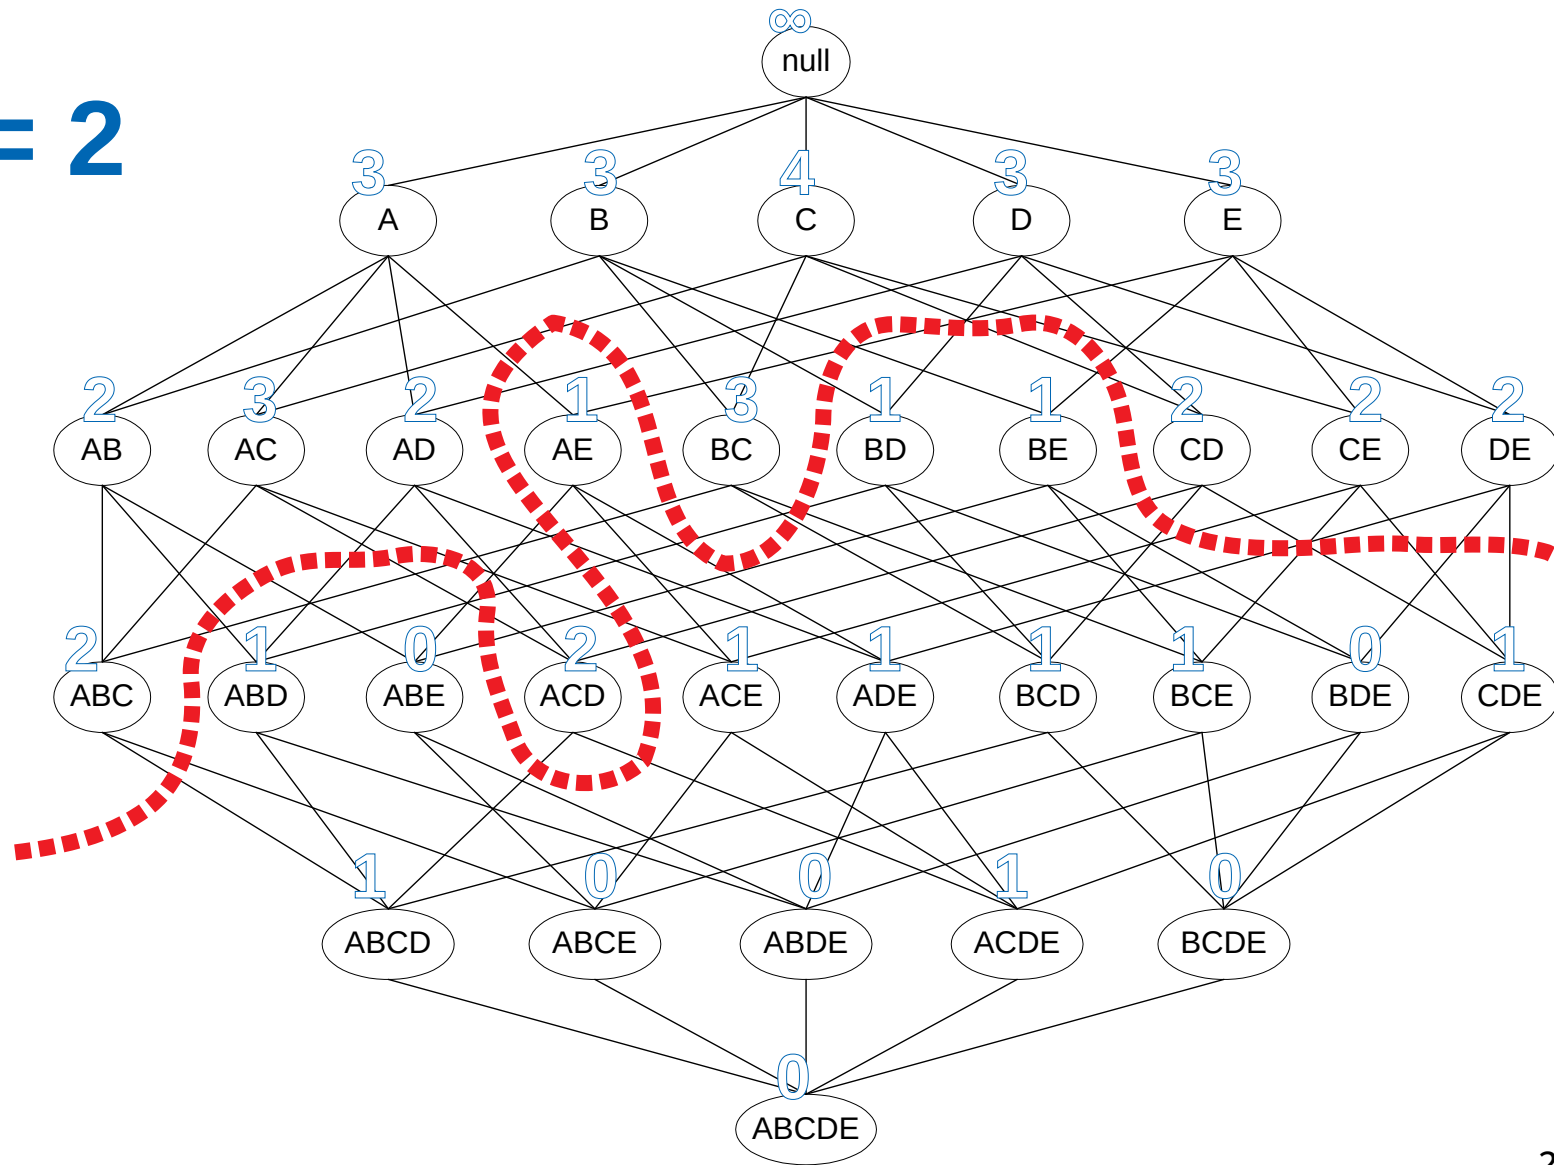 ∞
null
= 2
3 3 4 3 3
A B C D E
2 3 2 1 3 1 1 2 2 2
AB AC AD AE BC BD BE CD CE DE
2 1 0 2 1 1 1 1 0 1
ABC ABD ABE ACD ACE ADE BCD BCE BDE CDE
1 0 0 1 0
ABCD ABCE ABDE ACDE BCDE
0
ABCDE
2